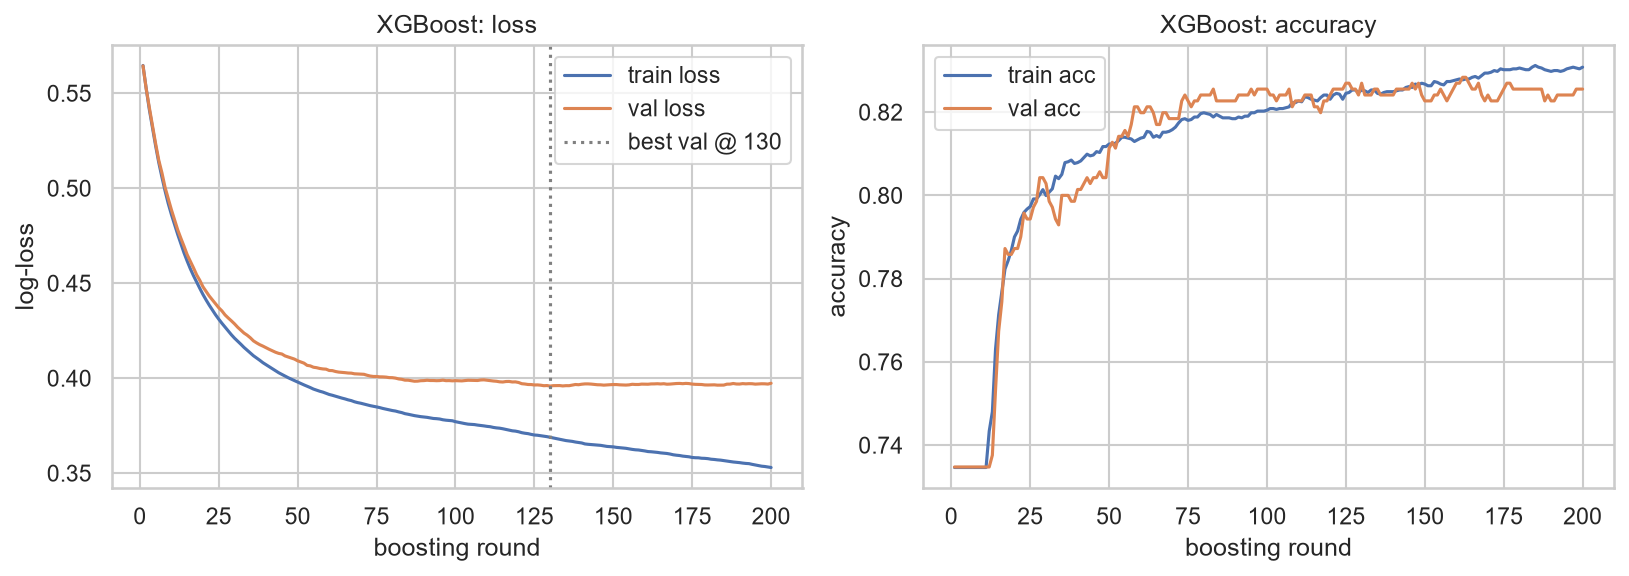 XGBoost: loss
0.55
0.50
0.45
0.40
0.35
log-loss
train loss
val loss
best val @ 130
0 25 50 75 100 125 150 175 200
boosting round
XGBoost: accuracy
0.82
0.80
0.78
0.76
0.74
accuracy
train acc
val acc
0 25 50 75 100 125 150 175 200
boosting round